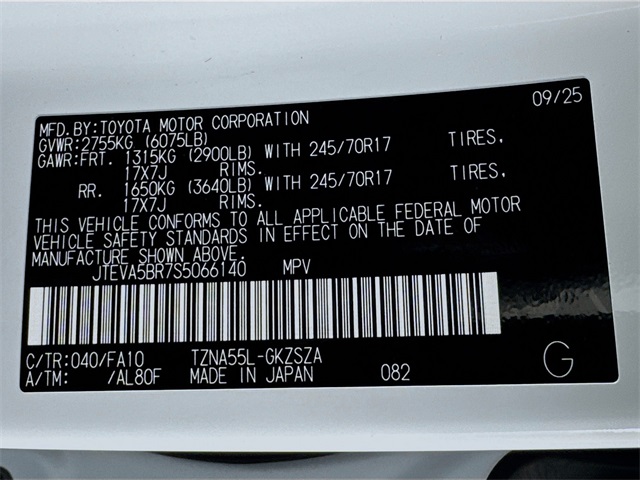 09/25
MFD.BY:TOYOTA MOTOR CORPORATION
GVWR:2755KG (6075LB)
GAWR:FRT. 1315KG (2900LB) WITH 245/70R17 TIRES,
17X7J RIMS.
RR. 1650KG (3640LB) WITH 245/70R17 TIRES,
17X7J RIMS.
THIS VEHICLE CONFORMS TO ALL APPLICABLE FEDERAL MOTOR
VEHICLE SAFETY STANDARDS IN EFFECT ON THE DATE OF
MANUFACTURE SHOWN ABOVE.
JTEVA5BR7S5066140 MPV
C/TR:040/FA10 TZNA55L-GKZSZA
A/TM: /AL80F MADE IN JAPAN 082
G